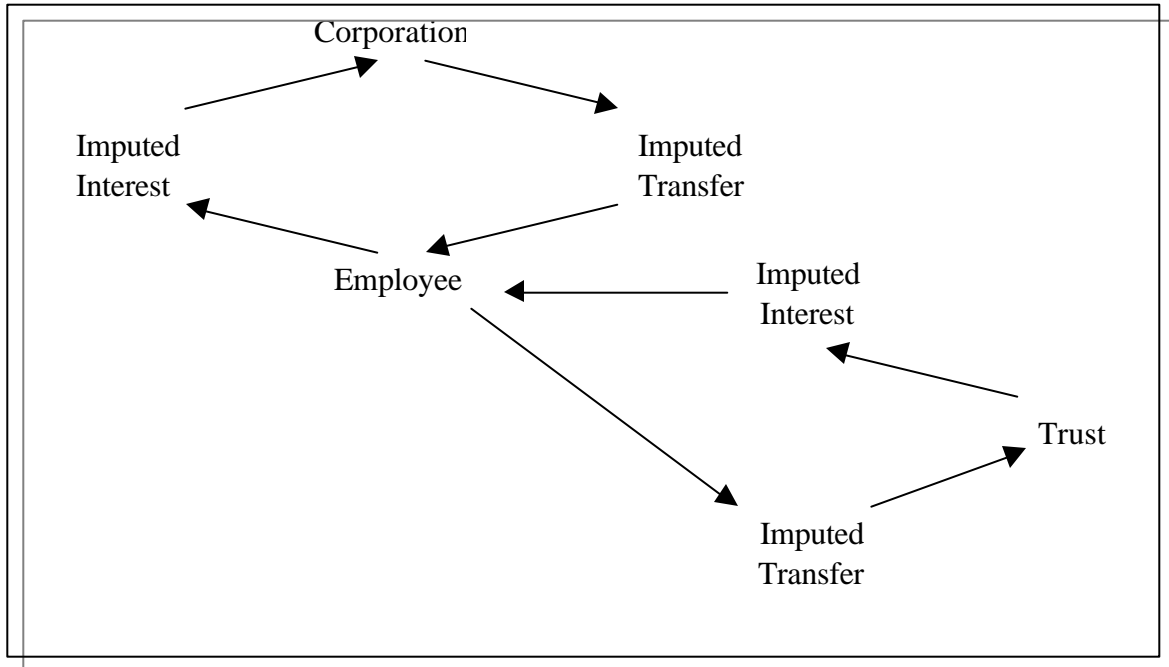 Corporation
Imputed
Interest
Imputed
Transfer
Employee
Imputed
Interest
Trust
Imputed
Transfer